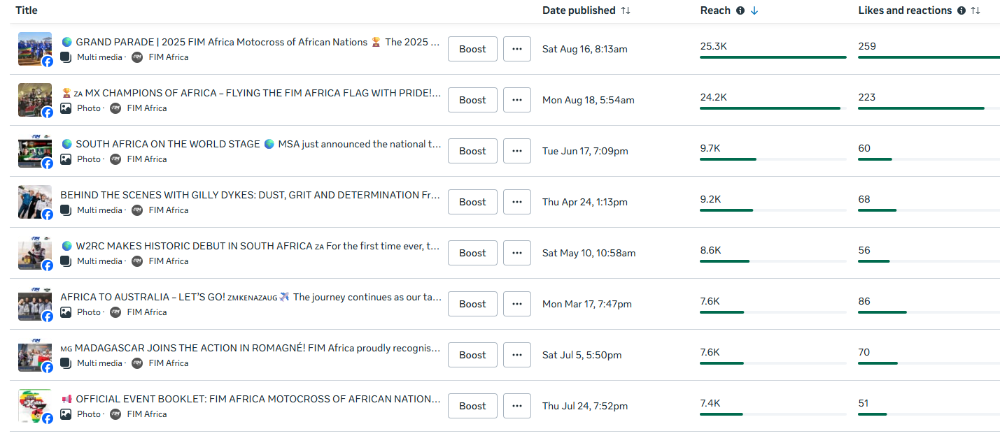 Title Date published Reach Likes and reactions
🌍 GRAND PARADE | 2025 FIM Africa Motocross of African Nations 🏆 The 2025 ... Boost ... Sat Aug 16, 8:13am 25.3K 259
Multi media · FIM Africa
🏆 ZA MX CHAMPIONS OF AFRICA – FLYING THE FIM AFRICA FLAG WITH PRIDE!... Boost ... Mon Aug 18, 5:54am 24.2K 223
Photo · FIM Africa
🌍 SOUTH AFRICA ON THE WORLD STAGE 🌍 MSA just announced the national t... Boost ... Tue Jun 17, 7:09pm 9.7K 60
Photo · FIM Africa
BEHIND THE SCENES WITH GILLY DYKES: DUST, GRIT AND DETERMINATION Fr... Boost ... Thu Apr 24, 1:13pm 9.2K 68
Multi media · FIM Africa
🌍 W2RC MAKES HISTORIC DEBUT IN SOUTH AFRICA ZA For the first time ever, t... Boost ... Sat May 10, 10:58am 8.6K 56
Multi media · FIM Africa
AFRICA TO AUSTRALIA – LET'S GO! ZMKENAZAUG ✈️ The journey continues as our ta... Boost ... Mon Mar 17, 7:47pm 7.6K 86
Photo · FIM Africa
MG MADAGASCAR JOINS THE ACTION IN ROMAGNÉ! FIM Africa proudly recognis... Boost ... Sat Jul 5, 5:50pm 7.6K 70
Multi media · FIM Africa
📢 OFFICIAL EVENT BOOKLET: FIM AFRICA MOTOCROSS OF AFRICAN NATION... Boost ... Thu Jul 24, 7:52pm 7.4K 51
Photo · FIM Africa